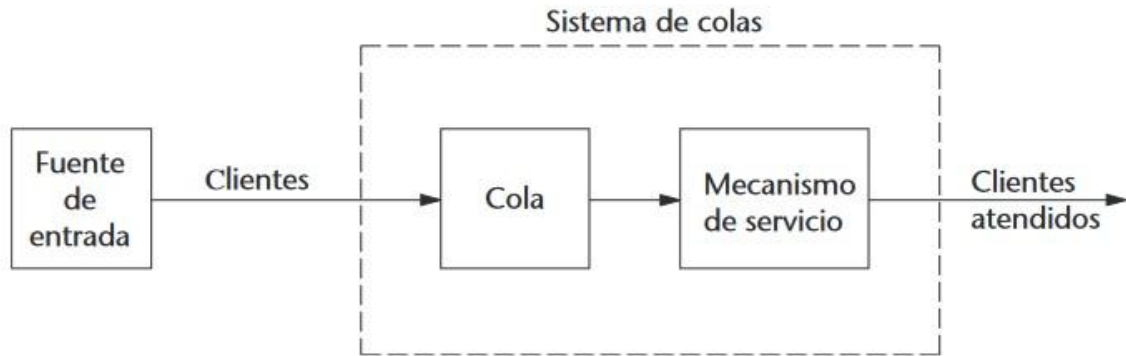 Sistema de colas
Fuente
de
entrada
Clientes
Cola
Mecanismo
de servicio
Clientes
atendidos